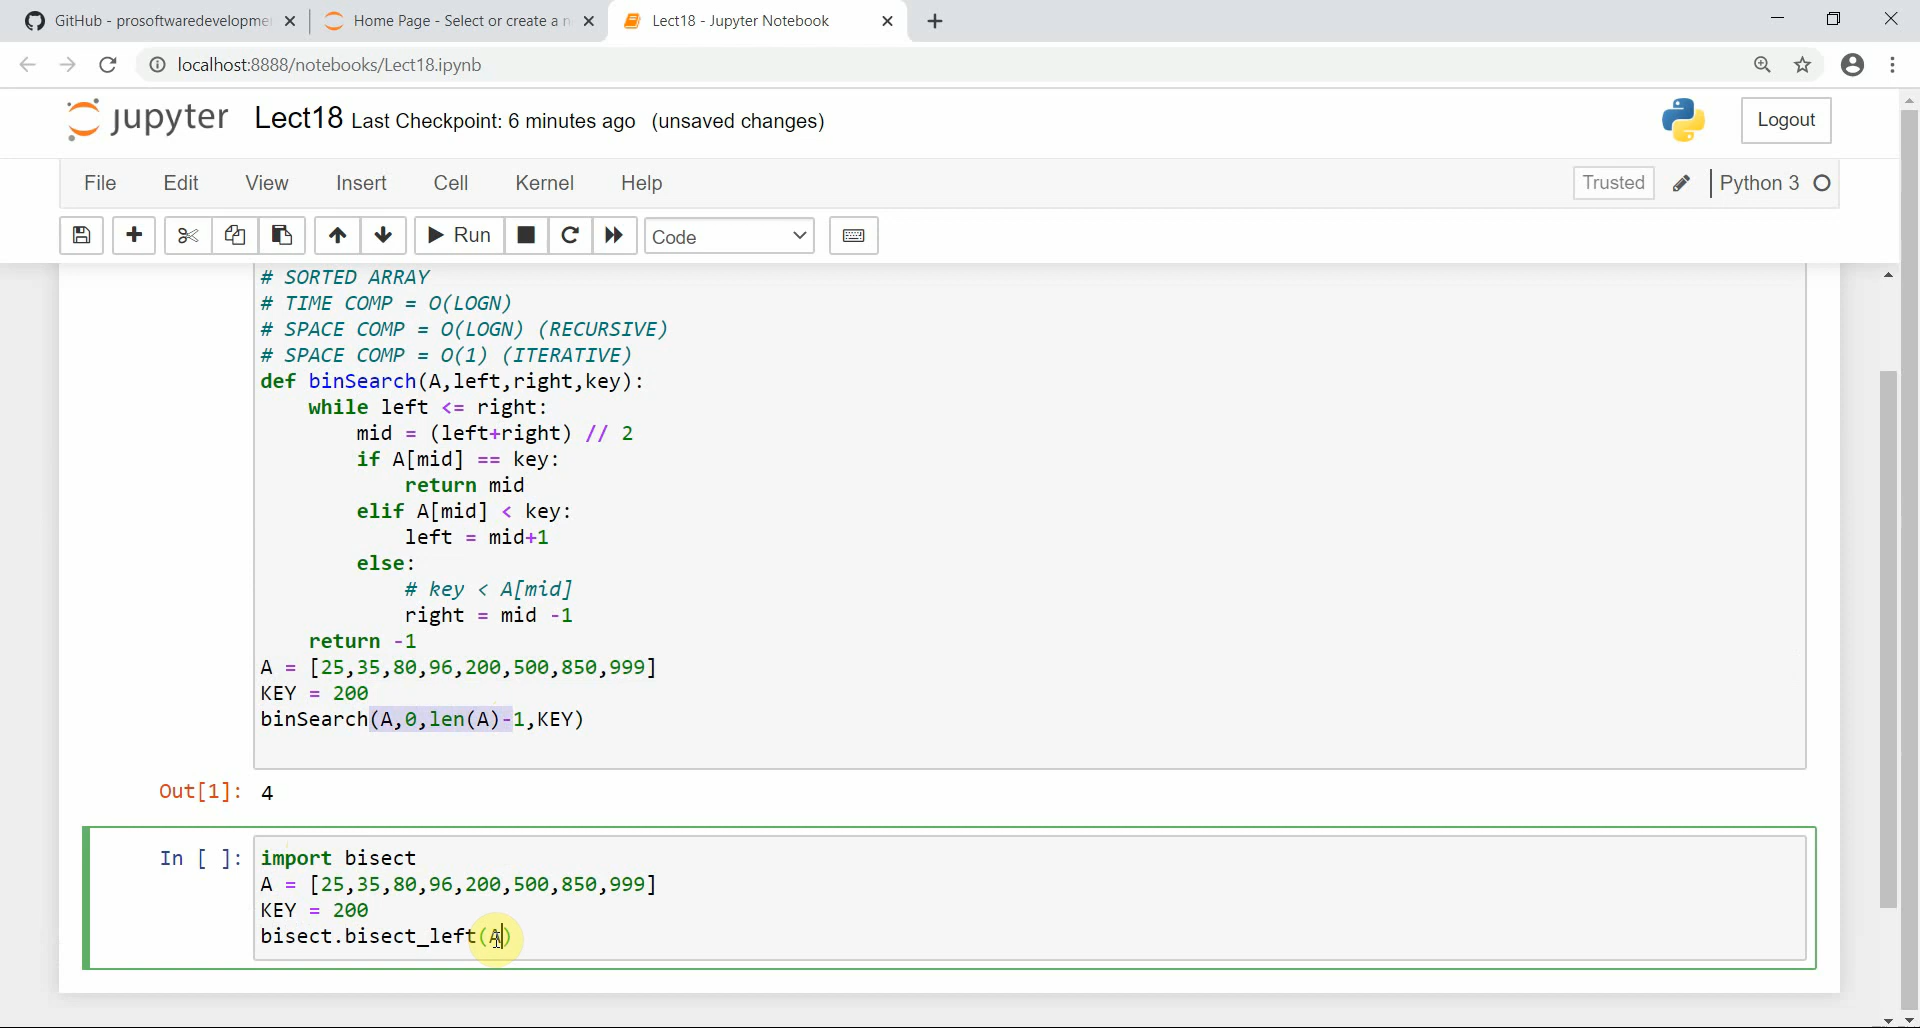 GitHub - prosoftwaredevelopme
Home Page - Select or create a n
Lect18 - Jupyter Notebook
localhost:8888/notebooks/Lect18.ipynb
jupyter Lect18 Last Checkpoint: 6 minutes ago (unsaved changes)
Logout
File Edit View Insert Cell Kernel Help
Trusted
Python 3
Run
Code
# SORTED ARRAY
# TIME COMP = O(LOGN)
# SPACE COMP = O(LOGN) (RECURSIVE)
# SPACE COMP = O(1) (ITERATIVE)
def binSearch(A,left,right,key):
    while left <= right:
        mid = (left+right) // 2
        if A[mid] == key:
            return mid
        elif A[mid] < key:
            left = mid+1
        else:
            # key < A[mid]
            right = mid -1
    return -1
A = [25,35,80,96,200,500,850,999]
KEY = 200
binSearch(A,0,len(A)-1,KEY)
Out[1]: 4
In [ ]: import bisect
A = [25,35,80,96,200,500,850,999]
KEY = 200
bisect.bisect_left(A)